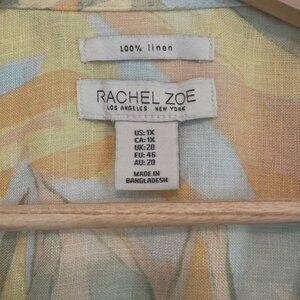 100% linen
RACHEL ZOE
LOS ANGELES NEW YORK
US: 1X
CA: 1X
UK: 20
EU: 46
AU: 20
MADE IN
BANGLADESH